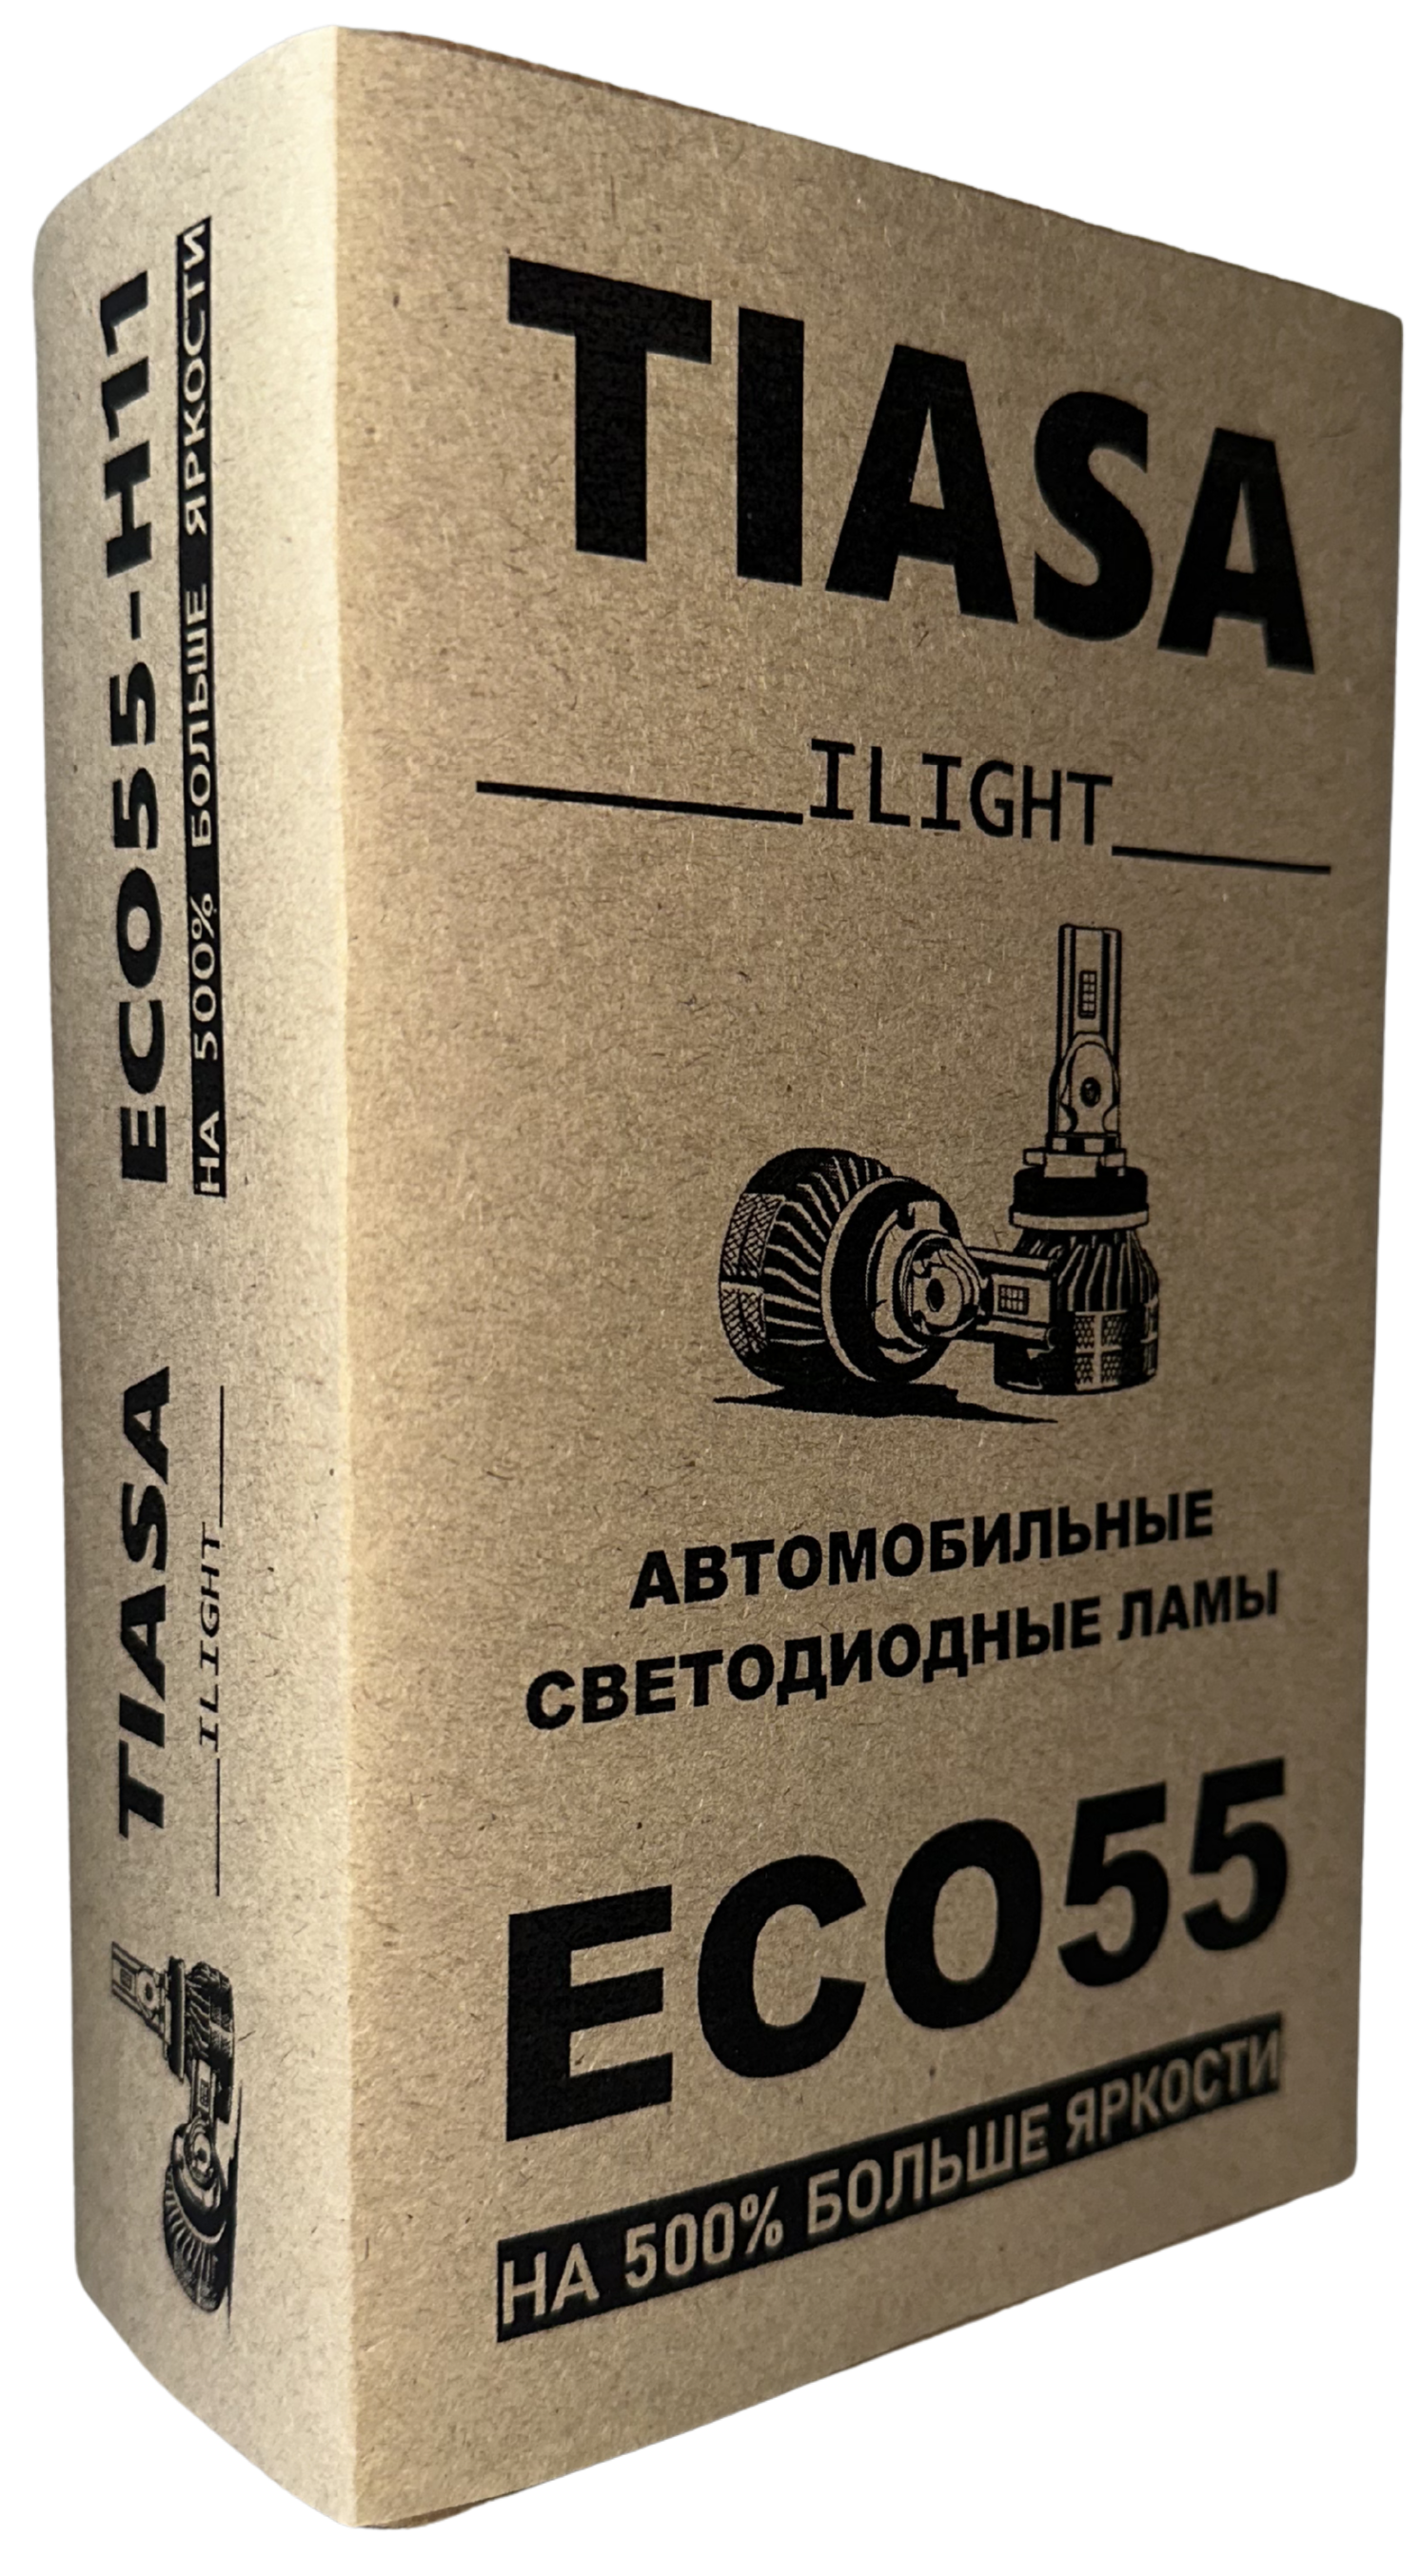 TIASA
ILIGHT
АВТОМОБИЛЬНЫЕ
СВЕТОДИОДНЫЕ ЛАМЫ
ECO55
НА 500% БОЛЬШЕ ЯРКОСТИ
TIASA
ILIGHT
ECO55-H11
НА 500% БОЛЬШЕ ЯРКОСТИ